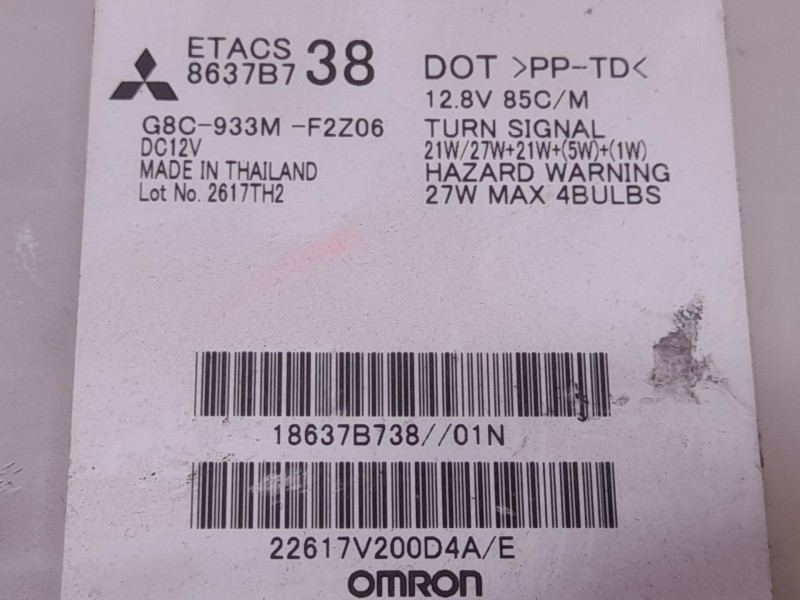 ETACS
8637B7 38
G8C-933M -F2Z06
DC12V
MADE IN THAILAND
Lot No. 2617TH2
DOT >PP-TD<
12.8V 85C/M
TURN SIGNAL
21W/27W+21W+(5W)+(1W)
HAZARD WARNING
27W MAX 4BULBS
18637B738//01N
22617V200D4A/E
OMRON